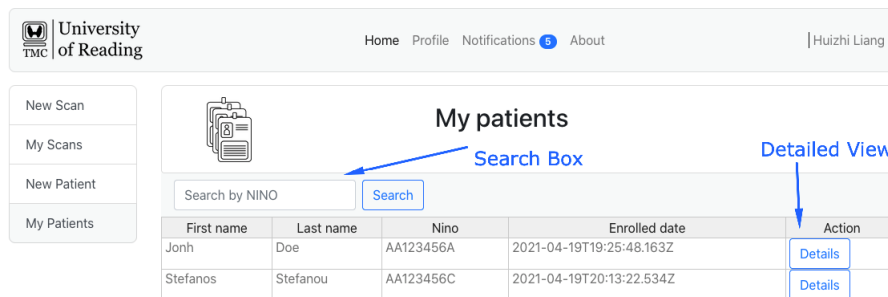 University
of Reading
TMC
Home Profile Notifications 5 About
Huizhi Liang
New Scan
My Scans
New Patient
My Patients
My patients
Search Box
Detailed View
Search by NINO Search
First name Last name Nino Enrolled date Action
Jonh Doe AA123456A 2021-04-19T19:25:48.163Z Details
Stefanos Stefanou AA123456C 2021-04-19T20:13:22.534Z Details